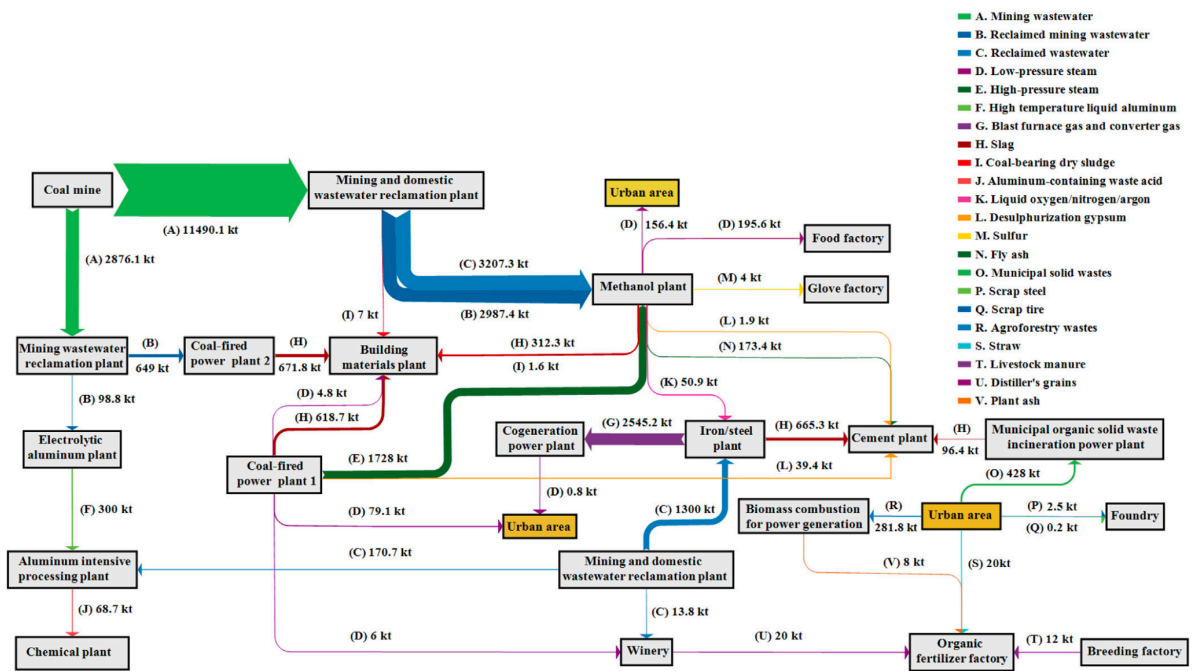 A. Mining wastewater
B. Reclaimed mining wastewater
C. Reclaimed wastewater
D. Low-pressure steam
E. High-pressure steam
F. High temperature liquid aluminum
G. Blast furnace gas and converter gas
H. Slag
I. Coal-bearing dry sludge
J. Aluminum-containing waste acid
K. Liquid oxygen/nitrogen/argon
L. Desulphurization gypsum
M. Sulfur
N. Fly ash
O. Municipal solid wastes
P. Scrap steel
Q. Scrap tire
R. Agroforestry wastes
S. Straw
T. Livestock manure
U. Distiller's grains
V. Plant ash
Coal mine
(A) 11490.1 kt
Mining and domestic
wastewater reclamation plant
Urban area
(D) 156.4 kt
(D) 195.6 kt
Food factory
(A) 2876.1 kt
(C) 3207.3 kt
(B) 2987.4 kt
Methanol plant
(M) 4 kt
Glove factory
(I) 7 kt
(L) 1.9 kt
(N) 173.4 kt
Mining wastewater
reclamation plant
(B)
649 kt
Coal-fired
power plant 2
(H)
671.8 kt
Building
materials plant
(H) 312.3 kt
(I) 1.6 kt
(B) 98.8 kt
(D) 4.8 kt
(H) 618.7 kt
(K) 50.9 kt
Electrolytic
aluminum plant
Coal-fired
power plant 1
(E) 1728 kt
Cogeneration
power plant
(G) 2545.2 kt
Iron/steel
plant
(H) 665.3 kt
Cement plant
(H)
96.4 kt
Municipal organic solid waste
incineration power plant
(L) 39.4 kt
(O) 428 kt
(F) 300 kt
(D) 79.1 kt
(D) 0.8 kt
Urban area
(C) 1300 kt
Biomass combustion
for power generation
(R)
281.8 kt
Urban area
(P) 2.5 kt
(Q) 0.2 kt
Foundry
Aluminum intensive
processing plant
(C) 170.7 kt
Mining and domestic
wastewater reclamation plant
(V) 8 kt
(S) 20kt
(J) 68.7 kt
(C) 13.8 kt
Chemical plant
(D) 6 kt
Winery
(U) 20 kt
Organic
fertilizer factory
(T) 12 kt
Breeding factory